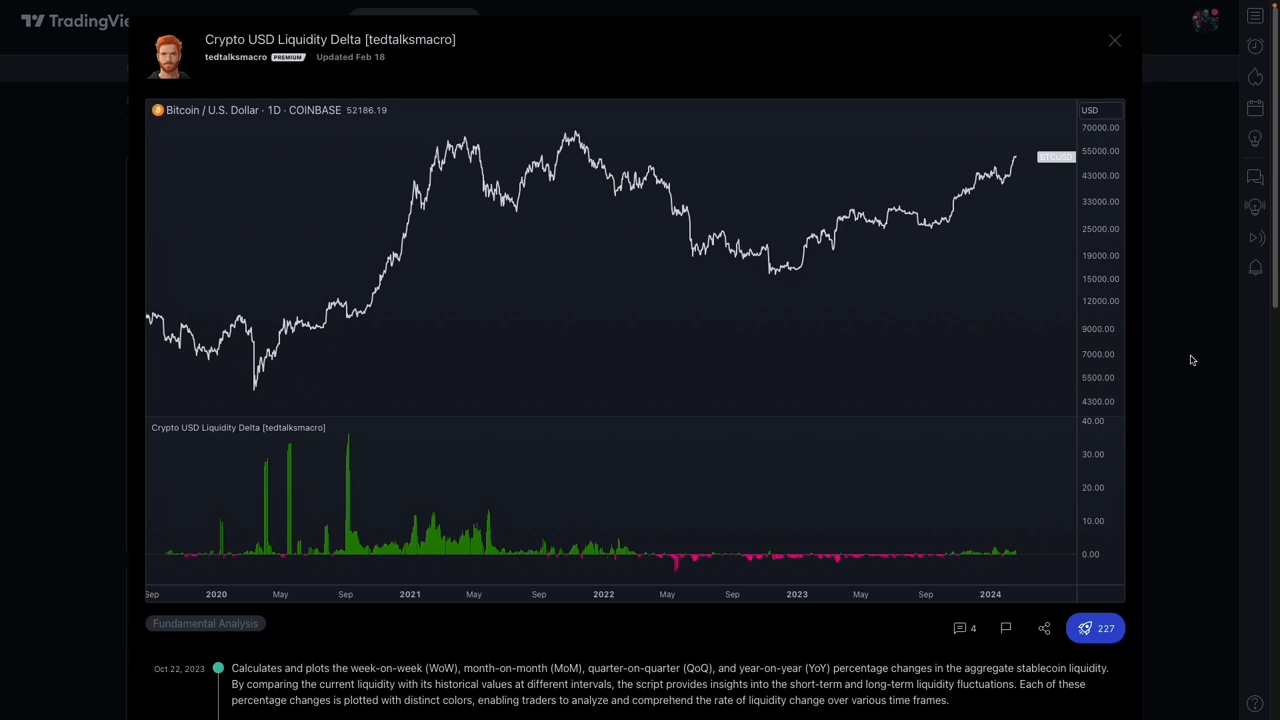 TradingVie
Crypto USD Liquidity Delta [tedtalksmacro]
tedtalksmacro PREMIUM Updated Feb 18
Bitcoin / U.S. Dollar · 1D · COINBASE 52186.19
USD
70000.00
BTCUSD
55000.00
43000.00
33000.00
25000.00
19000.00
15000.00
12000.00
9000.00
7000.00
5500.00
4300.00
Crypto USD Liquidity Delta [tedtalksmacro]
40.00
30.00
20.00
10.00
0.00
Sep 2020 May Sep 2021 May Sep 2022 May Sep 2023 May Sep 2024
Fundamental Analysis
4
227
Oct 22, 2023
Calculates and plots the week-on-week (WoW), month-on-month (MoM), quarter-on-quarter (QoQ), and year-on-year (YoY) percentage changes in the aggregate stablecoin liquidity.
By comparing the current liquidity with its historical values at different intervals, the script provides insights into the short-term and long-term liquidity fluctuations. Each of these
percentage changes is plotted with distinct colors, enabling traders to analyze and comprehend the rate of liquidity change over various time frames.